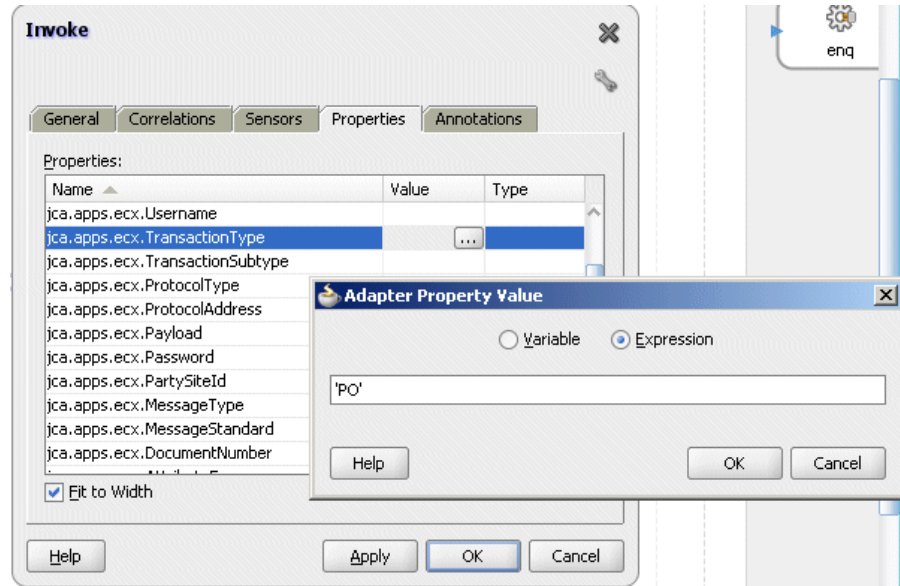 Invoke
enq
General Correlations Sensors Properties Annotations
Properties:
Name Value Type
jca.apps.ecx.Username
jca.apps.ecx.TransactionType ...
jca.apps.ecx.TransactionSubtype
jca.apps.ecx.ProtocolType
jca.apps.ecx.ProtocolAddress
jca.apps.ecx.Payload
jca.apps.ecx.Password
jca.apps.ecx.PartySiteId
jca.apps.ecx.MessageType
jca.apps.ecx.MessageStandard
jca.apps.ecx.DocumentNumber
Fit to Width
Help Apply OK Cancel
Adapter Property Value
Variable Expression
'PO'
Help OK Cancel